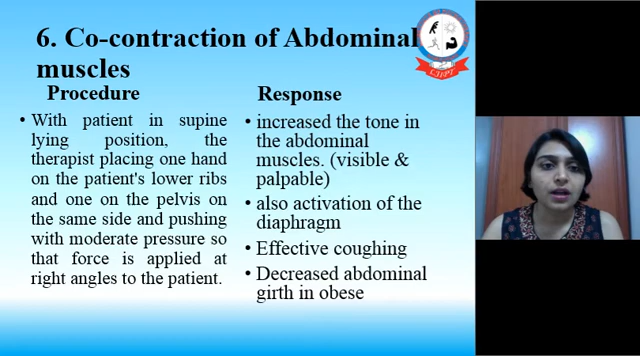 6. Co-contraction of Abdominal
muscles
Procedure
• With patient in supine
lying position, the
therapist placing one hand
on the patient's lower ribs
and one on the pelvis on
the same side and pushing
with moderate pressure so
that force is applied at
right angles to the patient.
Response
• increased the tone in
the abdominal
muscles. (visible &
palpable)
• also activation of the
diaphragm
• Effective coughing
• Decreased abdominal
girth in obese